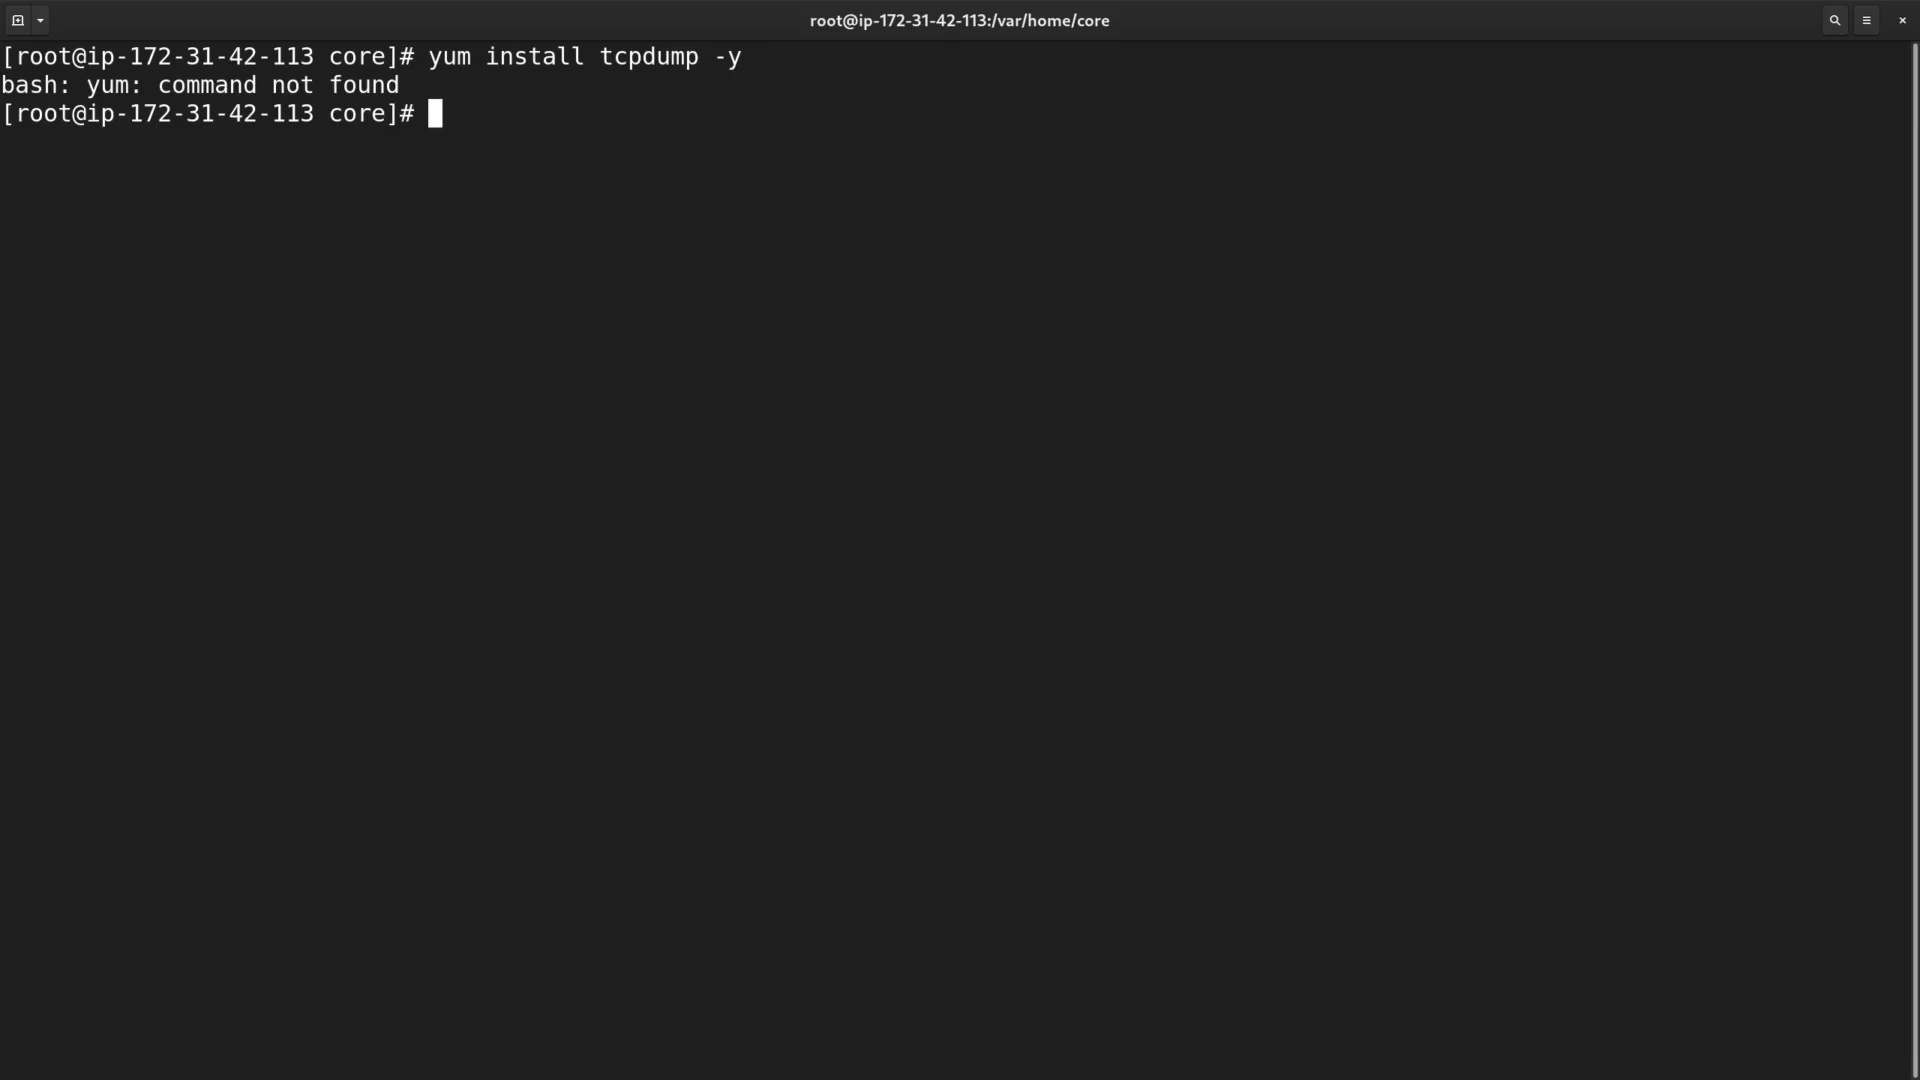 root@ip-172-31-42-113:/var/home/core
[root@ip-172-31-42-113 core]# yum install tcpdump -y
bash: yum: command not found
[root@ip-172-31-42-113 core]#